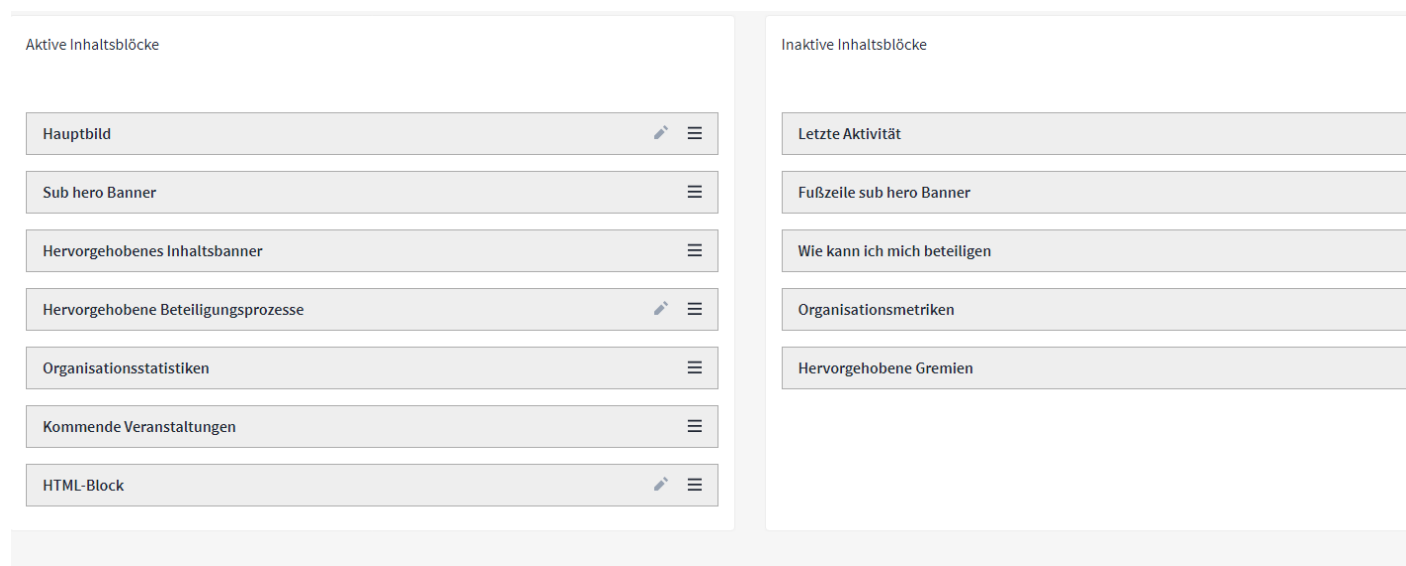 Aktive Inhaltsblöcke
Hauptbild
Sub hero Banner
Hervorgehobenes Inhaltsbanner
Hervorgehobene Beteiligungsprozesse
Organisationsstatistiken
Kommende Veranstaltungen
HTML-Block
Inaktive Inhaltsblöcke
Letzte Aktivität
Fußzeile sub hero Banner
Wie kann ich mich beteiligen
Organisationsmetriken
Hervorgehobene Gremien